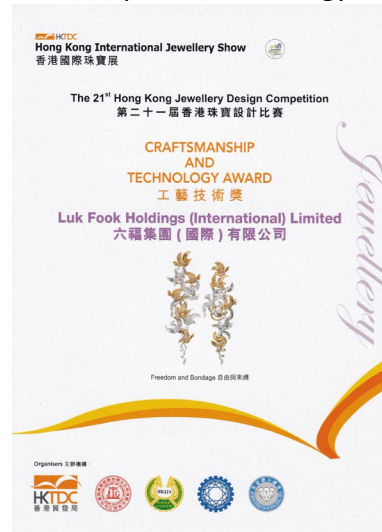 HKTDC
Hong Kong International Jewellery Show
香港國際珠寶展
The 21st Hong Kong Jewellery Design Competition
第二十一屆香港珠寶設計比賽
CRAFTSMANSHIP
AND
TECHNOLOGY AWARD
工藝技術獎
Luk Fook Holdings (International) Limited
六福集團 (國際) 有限公司
Jewellery
Freedom and Bondage 自由與束縛
Organisers 主辦機構 :
HKTDC
香港貿發局
HKJJA